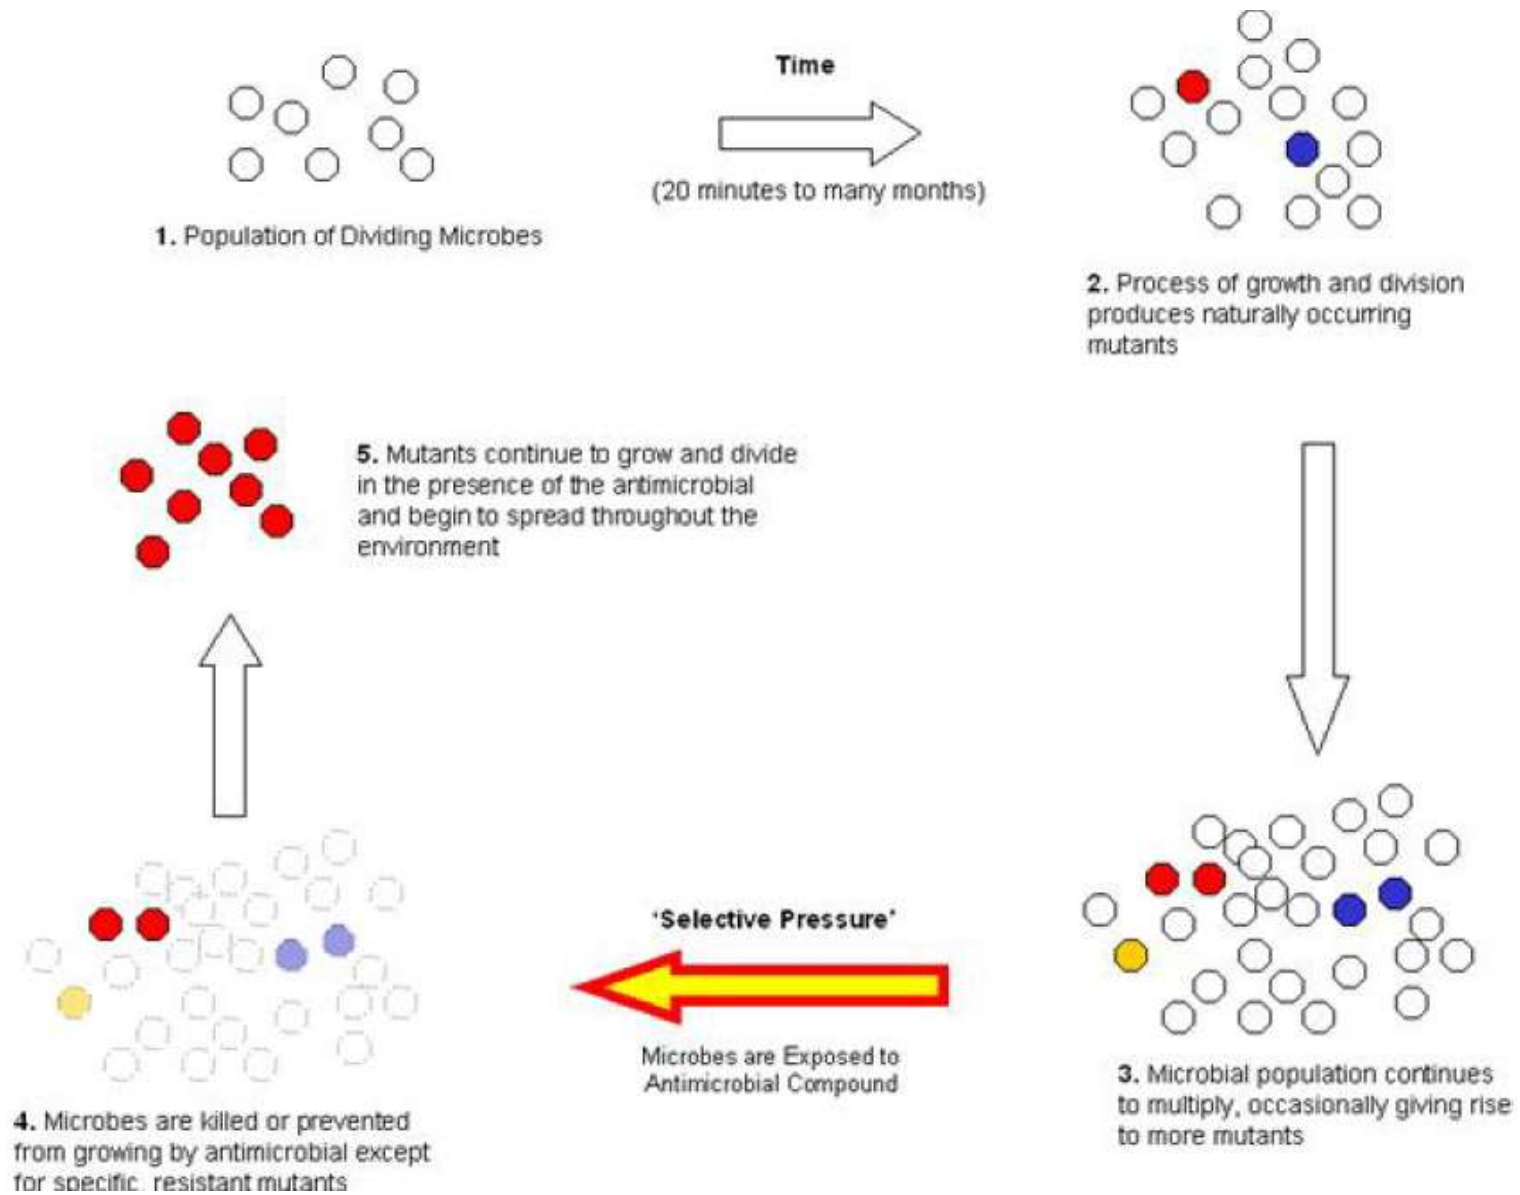 Time
(20 minutes to many months)
1. Population of Dividing Microbes
2. Process of growth and division
produces naturally occurring
mutants
5. Mutants continue to grow and divide
in the presence of the antimicrobial
and begin to spread throughout the
environment
'Selective Pressure'
Microbes are Exposed to
Antimicrobial Compound
3. Microbial population continues
to multiply, occasionally giving rise
to more mutants
4. Microbes are killed or prevented
from growing by antimicrobial except
for specific, resistant mutants